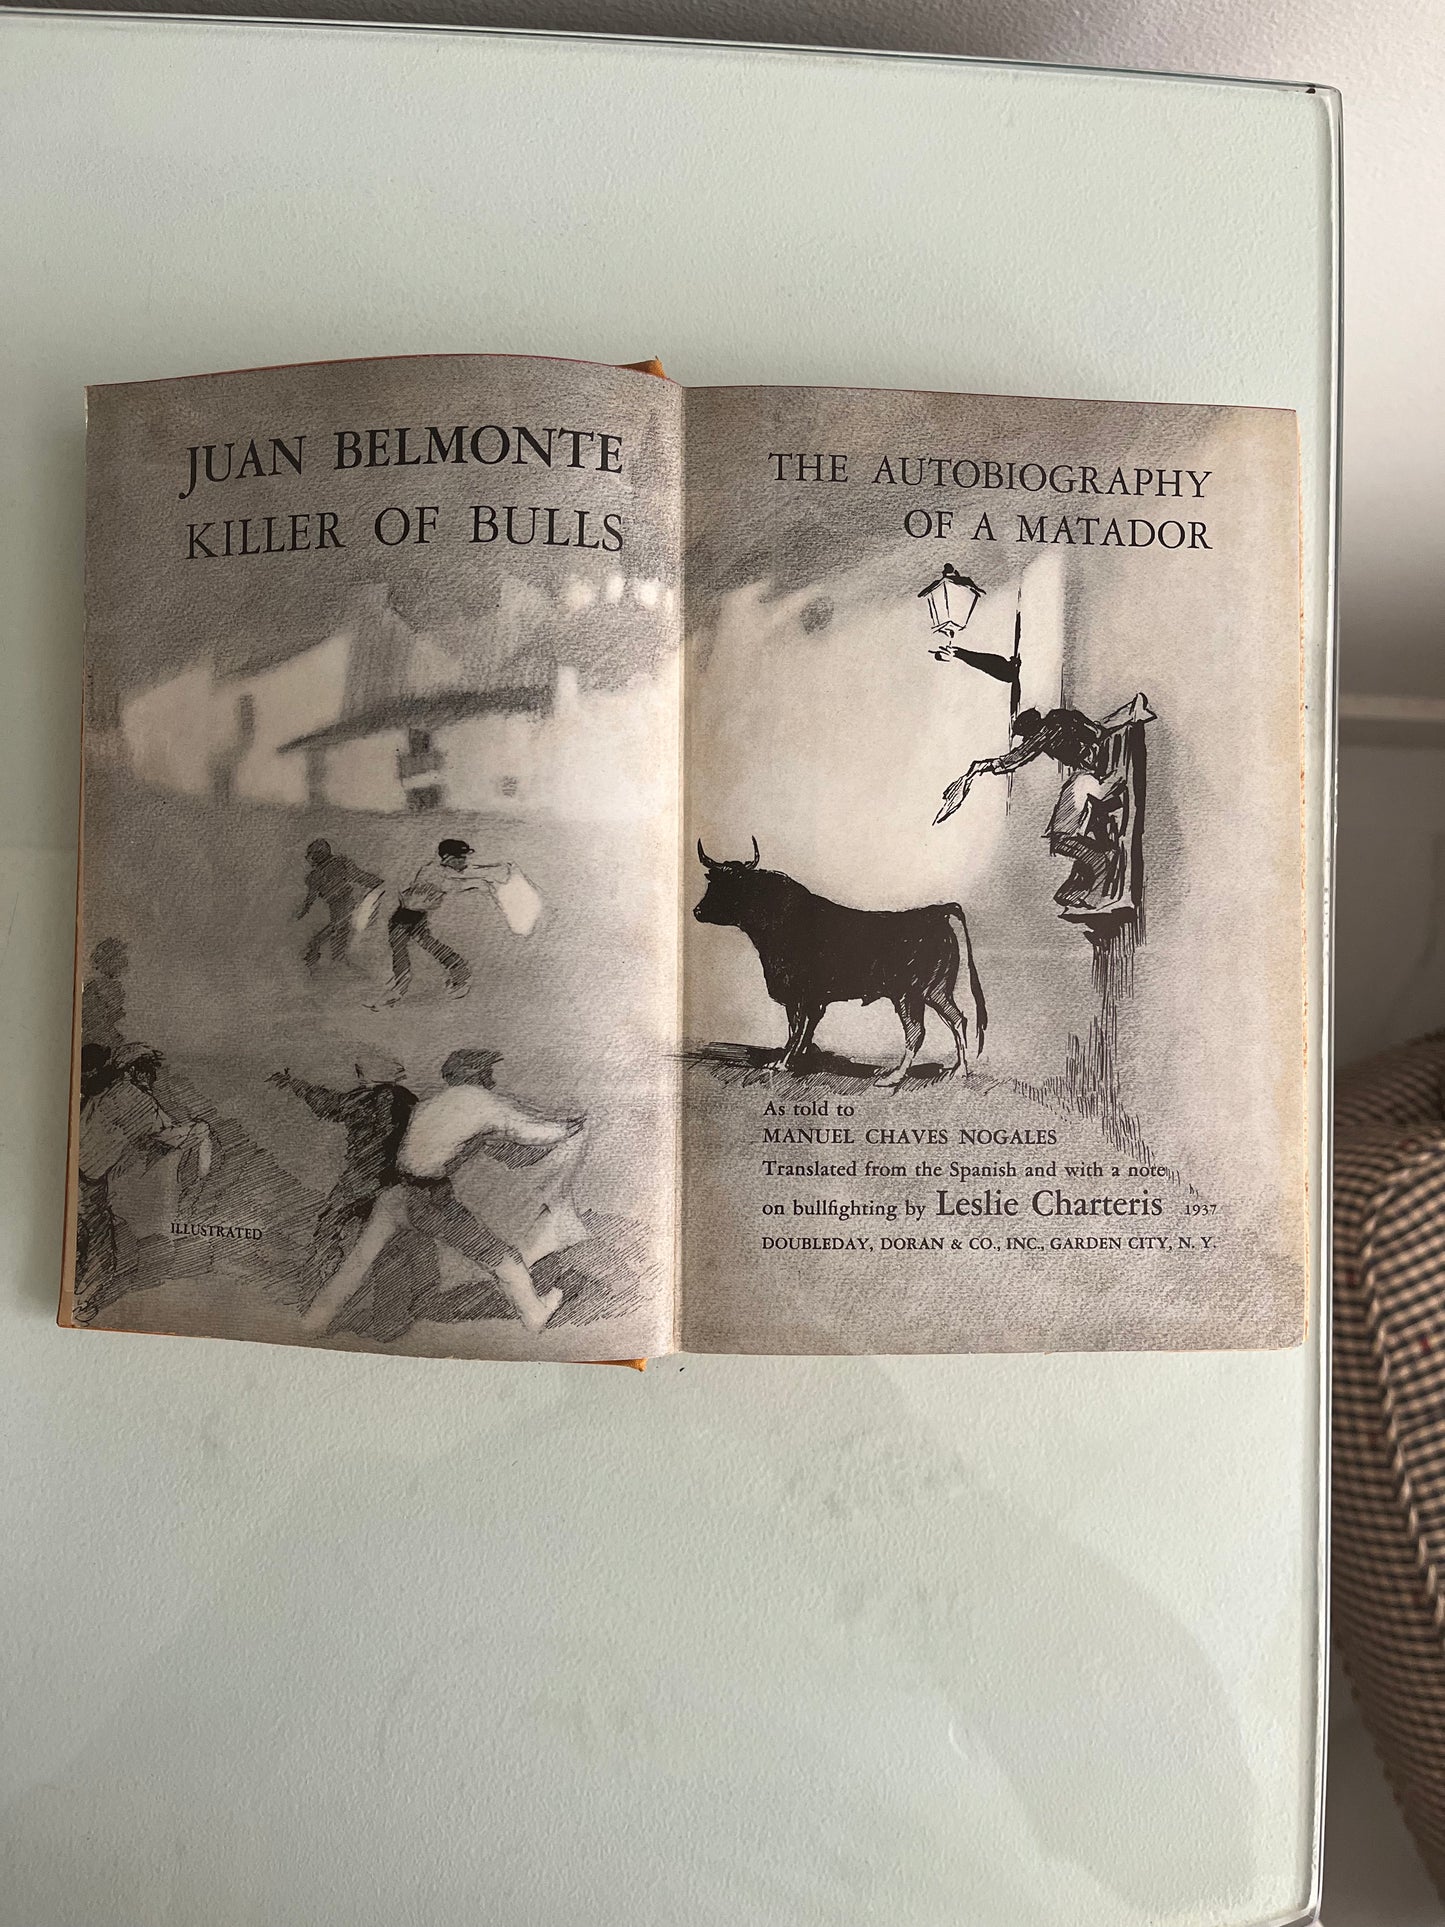 JUAN BELMONTE
KILLER OF BULLS
ILLUSTRATED
THE AUTOBIOGRAPHY
OF A MATADOR
As told to
MANUEL CHAVES NOGALES
Translated from the Spanish and with a note
on bullfighting by Leslie Charteris 1937
DOUBLEDAY, DORAN & CO., INC., GARDEN CITY, N. Y.